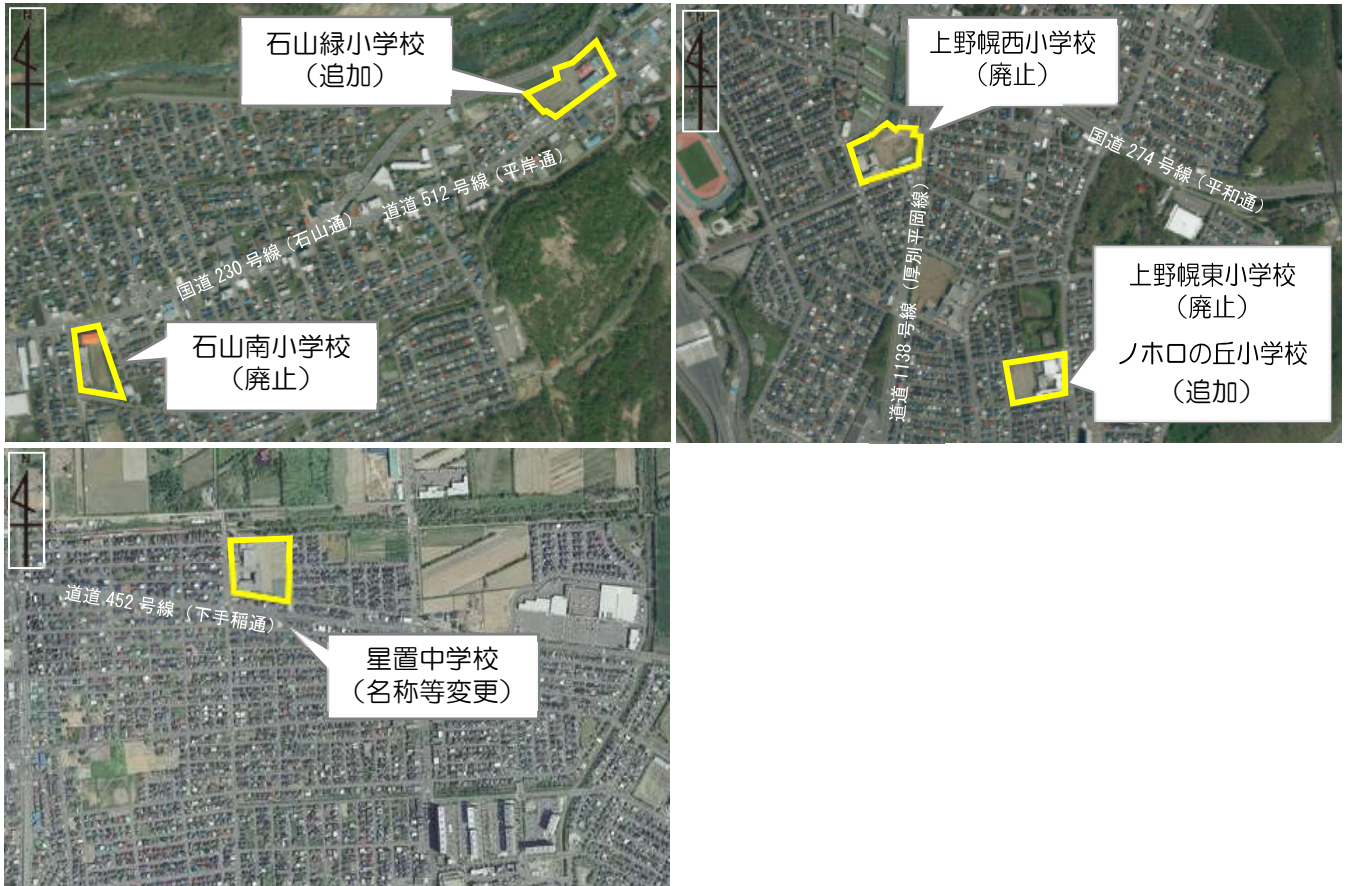 N
石山緑小学校
（追加）
国道 230 号線（石山通）
道道 512 号線（平岸通）
石山南小学校
（廃止）
N
上野幌西小学校
（廃止）
国道 274 号線（平和通）
道道 1138 号線（厚別平岡線）
上野幌東小学校
（廃止）
ノホロの丘小学校
（追加）
N
道道 452 号線（下手稲通）
星置中学校
（名称等変更）